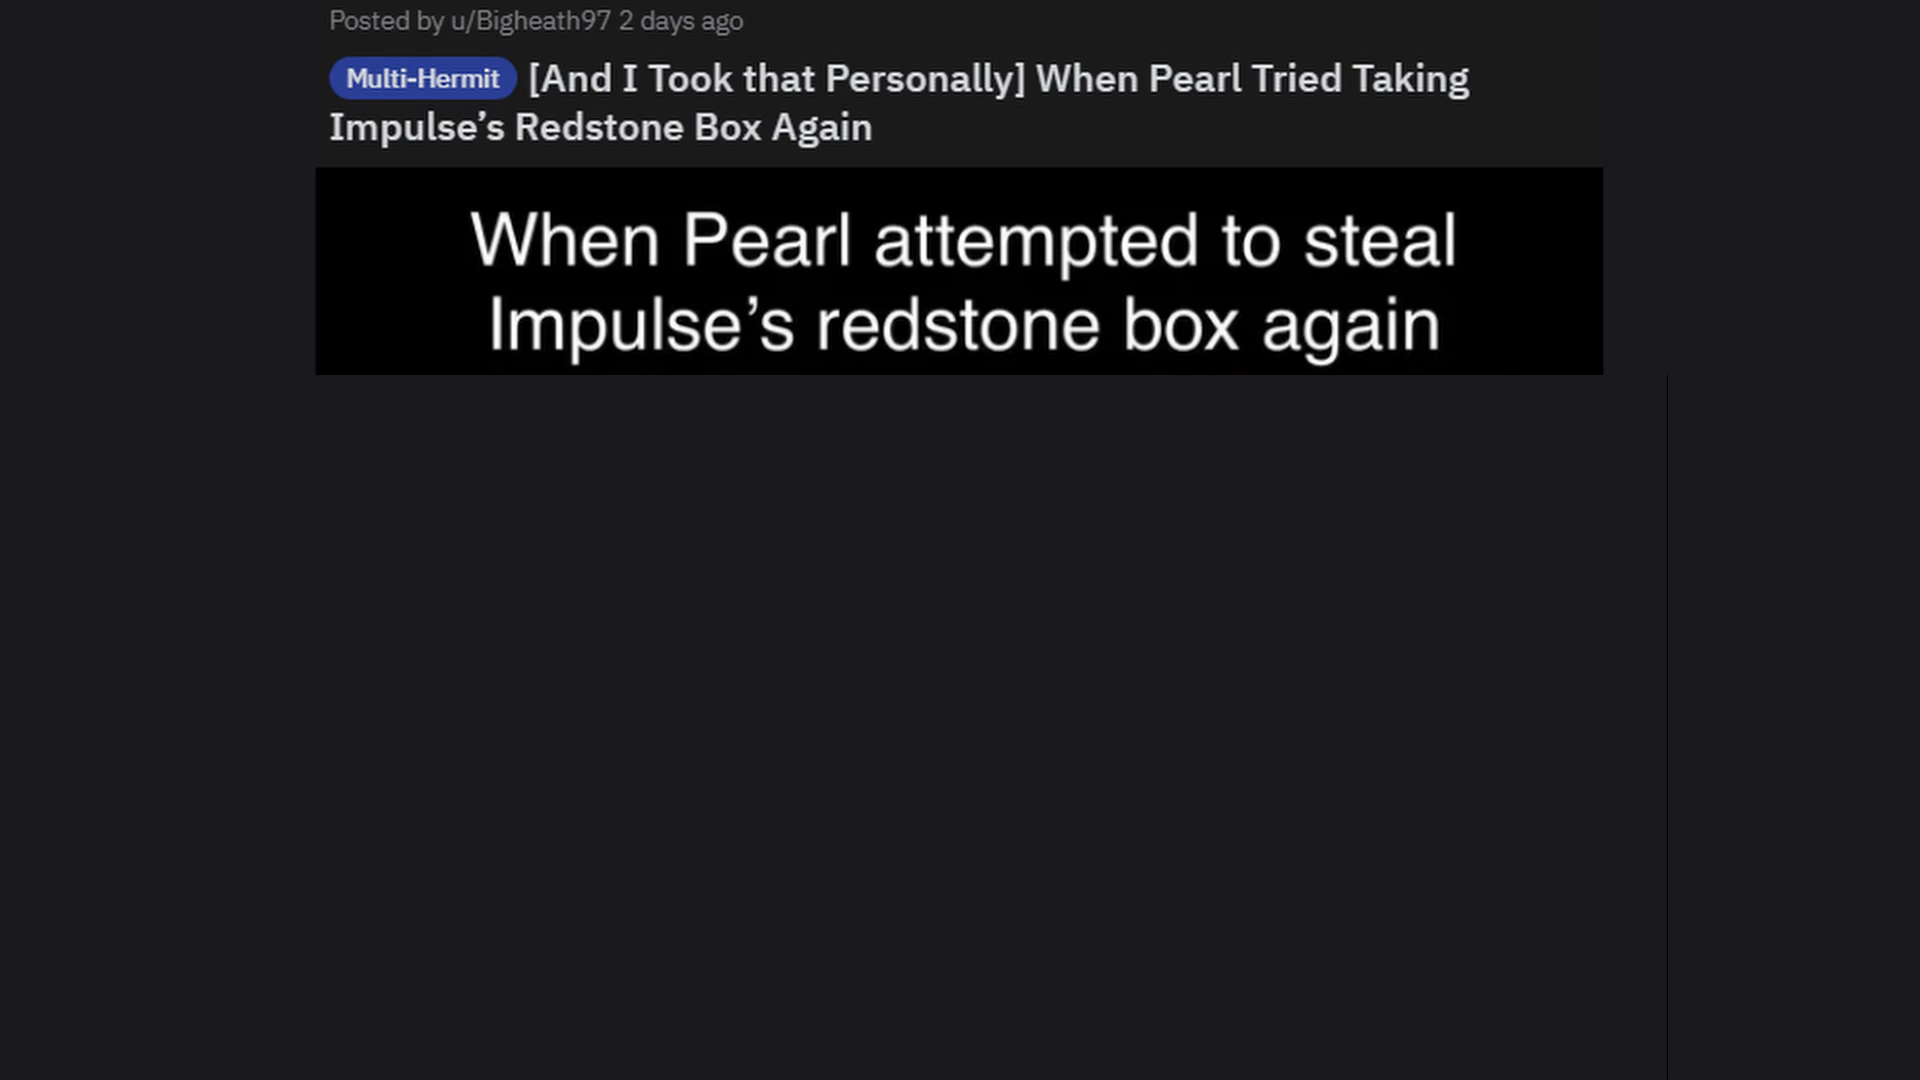 Posted by u/Bigheath97 2 days ago
Multi-Hermit [And I Took that Personally] When Pearl Tried Taking
Impulse’s Redstone Box Again
When Pearl attempted to steal
Impulse’s redstone box again